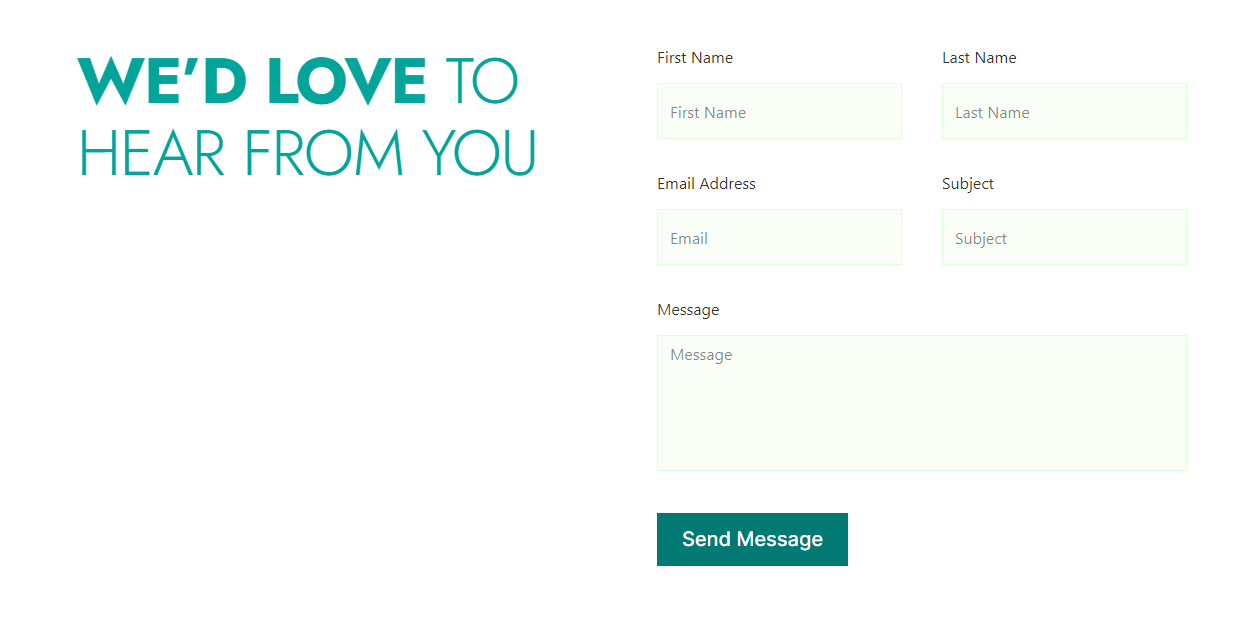 WE’D LOVE TO
HEAR FROM YOU
First Name
Last Name
First Name
Last Name
Email Address
Subject
Email
Subject
Message
Message
Send Message